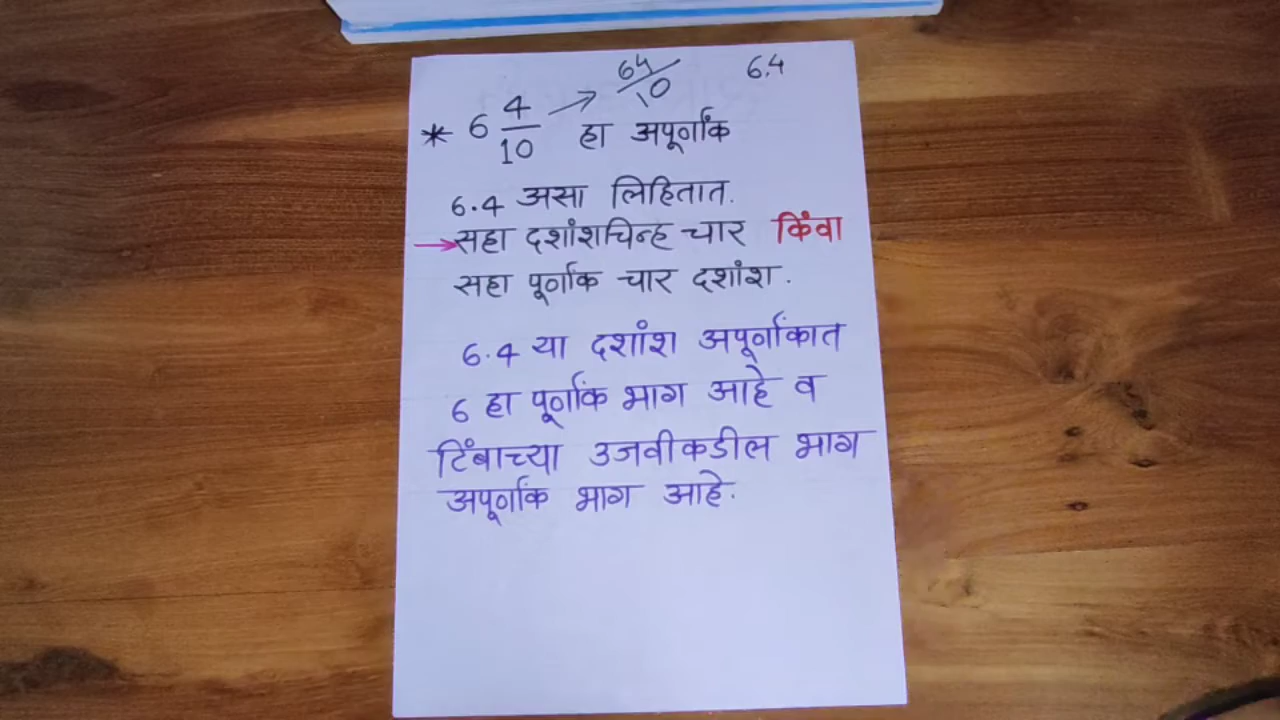 64/10 6.4
* 6 4/10 → हा अपूर्णांक
6.4 असा लिहितात.
→ सहा दशांशचिन्ह चार किंवा
सहा पूर्णांक चार दशांश.
6.4 या दशांश अपूर्णांकात
6 हा पूर्णांक भाग आहे व
टिंबाच्या उजवीकडील भाग
अपूर्णांक भाग आहे.